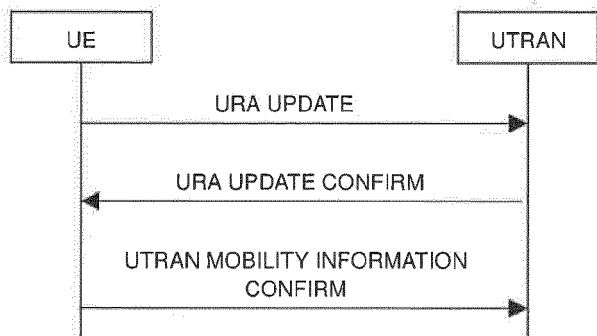 UE
UTRAN
URA UPDATE
URA UPDATE CONFIRM
UTRAN MOBILITY INFORMATION
CONFIRM